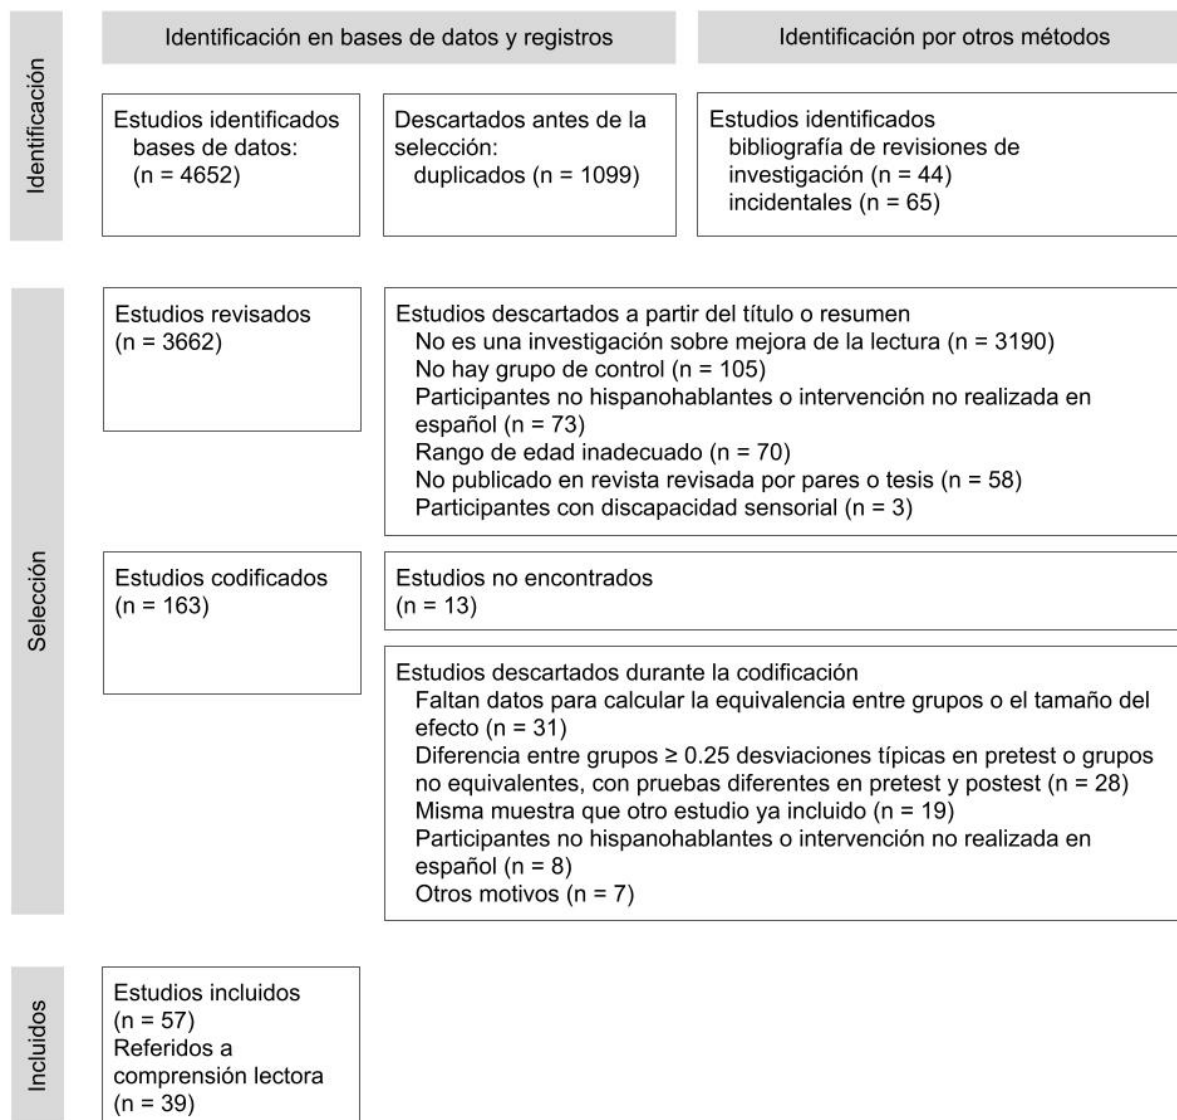 Identificación en bases de datos y registros
Identificación por otros métodos
Identificación
Estudios identificados
bases de datos:
(n = 4652)
Descartados antes de la
selección:
duplicados (n = 1099)
Estudios identificados
bibliografía de revisiones de
investigación (n = 44)
incidentales (n = 65)
Selección
Estudios revisados
(n = 3662)
Estudios descartados a partir del título o resumen
No es una investigación sobre mejora de la lectura (n = 3190)
No hay grupo de control (n = 105)
Participantes no hispanohablantes o intervención no realizada en
español (n = 73)
Rango de edad inadecuado (n = 70)
No publicado en revista revisada por pares o tesis (n = 58)
Participantes con discapacidad sensorial (n = 3)
Estudios codificados
(n = 163)
Estudios no encontrados
(n = 13)
Estudios descartados durante la codificación
Faltan datos para calcular la equivalencia entre grupos o el tamaño del
efecto (n = 31)
Diferencia entre grupos ≥ 0.25 desviaciones típicas en pretest o grupos
no equivalentes, con pruebas diferentes en pretest y postest (n = 28)
Misma muestra que otro estudio ya incluido (n = 19)
Participantes no hispanohablantes o intervención no realizada en
español (n = 8)
Otros motivos (n = 7)
Incluidos
Estudios incluidos
(n = 57)
Referidos a
comprensión lectora
(n = 39)